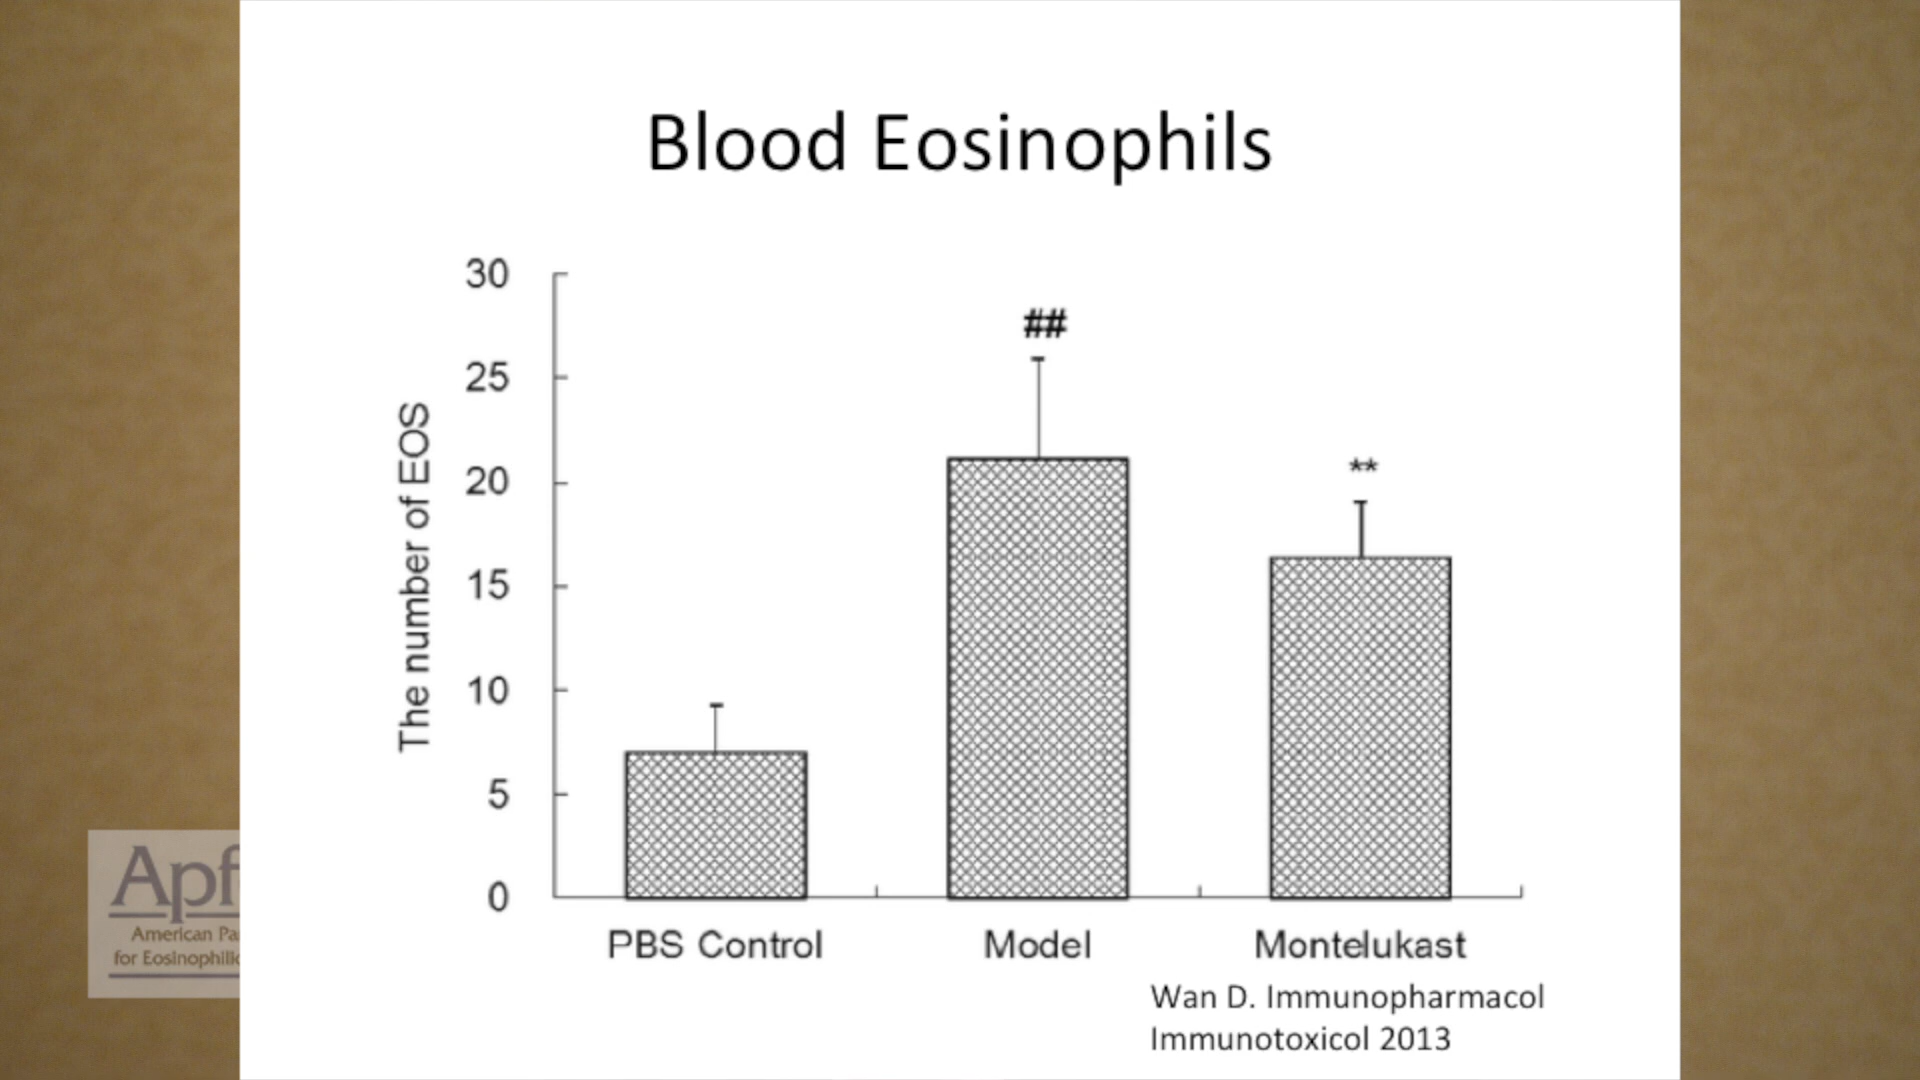 Blood Eosinophils
30
25
20
15
10
5
0
The number of EOS
##
**
PBS Control
Model
Montelukast
Wan D. Immunopharmacol
Immunotoxicol 2013
Apf
American Pa
for Eosinophilic